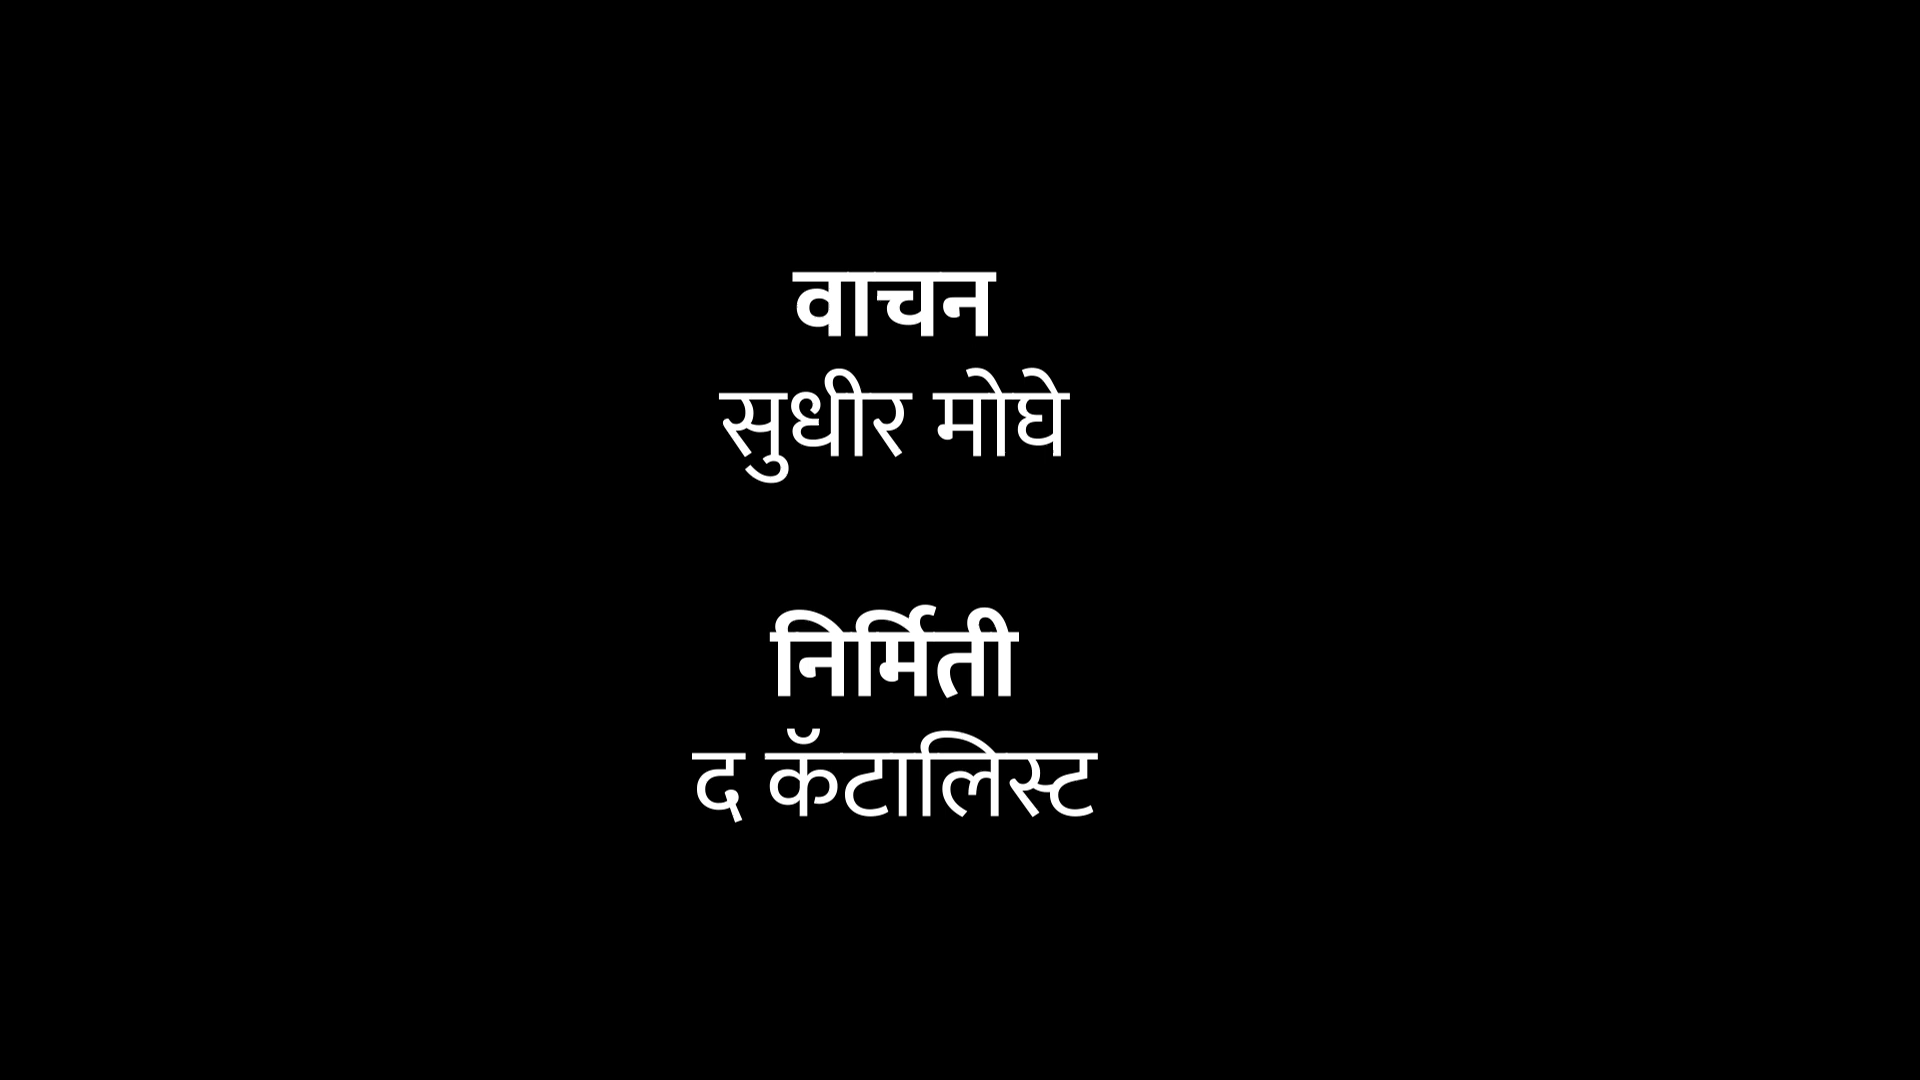 वाचन
सुधीर मोघे
निर्मिती
द कॅटालिस्ट